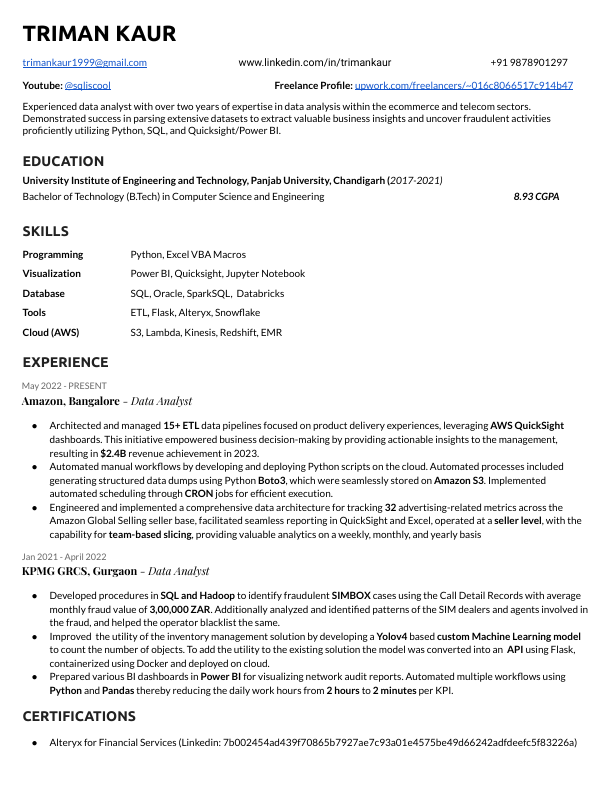 TRIMAN KAUR
trimankaur1999@gmail.com www.linkedin.com/in/trimankaur +91 9878901297
Youtube: @sqliscool Freelance Profile: upwork.com/freelancers/~016c8066517c914b47
Experienced data analyst with over two years of expertise in data analysis within the ecommerce and telecom sectors.
Demonstrated success in parsing extensive datasets to extract valuable business insights and uncover fraudulent activities
proficiently utilizing Python, SQL, and Quicksight/Power BI.
EDUCATION
University Institute of Engineering and Technology, Panjab University, Chandigarh (2017-2021)
Bachelor of Technology (B.Tech) in Computer Science and Engineering 8.93 CGPA
SKILLS
Programming Python, Excel VBA Macros
Visualization Power BI, Quicksight, Jupyter Notebook
Database SQL, Oracle, SparkSQL, Databricks
Tools ETL, Flask, Alteryx, Snowflake
Cloud (AWS) S3, Lambda, Kinesis, Redshift, EMR
EXPERIENCE
May 2022 - PRESENT
Amazon, Bangalore - Data Analyst
● Architected and managed 15+ ETL data pipelines focused on product delivery experiences, leveraging AWS QuickSight
dashboards. This initiative empowered business decision-making by providing actionable insights to the management,
resulting in $2.4B revenue achievement in 2023.
● Automated manual workflows by developing and deploying Python scripts on the cloud. Automated processes included
generating structured data dumps using Python Boto3, which were seamlessly stored on Amazon S3. Implemented
automated scheduling through CRON jobs for efficient execution.
● Engineered and implemented a comprehensive data architecture for tracking 32 advertising-related metrics across the
Amazon Global Selling seller base, facilitated seamless reporting in QuickSight and Excel, operated at a seller level, with the
capability for team-based slicing, providing valuable analytics on a weekly, monthly, and yearly basis
Jan 2021 - April 2022
KPMG GRCS, Gurgaon - Data Analyst
● Developed procedures in SQL and Hadoop to identify fraudulent SIMBOX cases using the Call Detail Records with average
monthly fraud value of 3,00,000 ZAR. Additionally analyzed and identified patterns of the SIM dealers and agents involved in
the fraud, and helped the operator blacklist the same.
● Improved the utility of the inventory management solution by developing a Yolov4 based custom Machine Learning model
to count the number of objects. To add the utility to the existing solution the model was converted into an API using Flask,
containerized using Docker and deployed on cloud.
● Prepared various BI dashboards in Power BI for visualizing network audit reports. Automated multiple workflows using
Python and Pandas thereby reducing the daily work hours from 2 hours to 2 minutes per KPI.
CERTIFICATIONS
● Alteryx for Financial Services (Linkedin: 7b002454ad439f70865b7927ae7c93a01e4575be49d66242adfdeefc5f83226a)